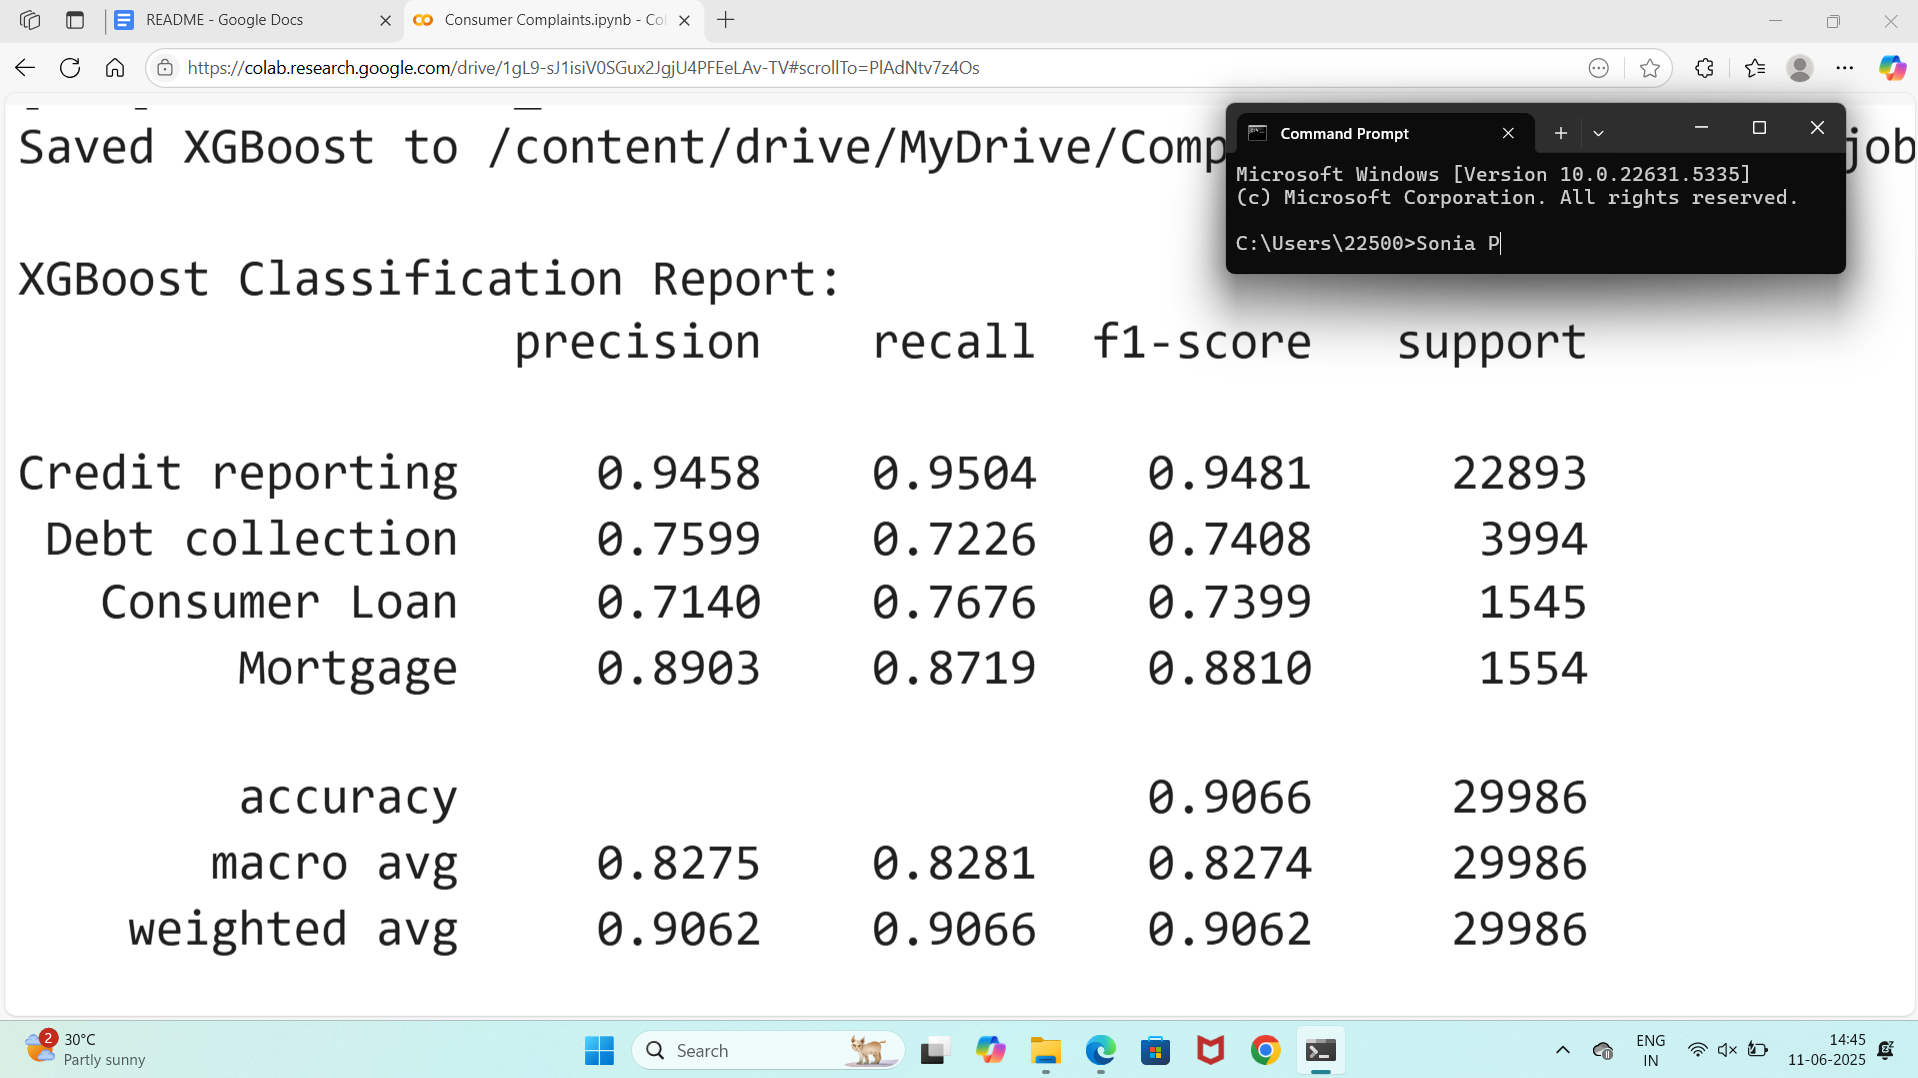 README - Google Docs
Consumer Complaints.ipynb - Co
https://colab.research.google.com/drive/1gL9-sJ1isiV0SGux2JgjU4PFEeLAv-TV#scrollTo=PlAdNtv7z4Os
Saved XGBoost to /content/drive/MyDrive/Comp
job
Command Prompt
Microsoft Windows [Version 10.0.22631.5335]
(c) Microsoft Corporation. All rights reserved.
C:\Users\22500>Sonia P
XGBoost Classification Report:
precision recall f1-score support
Credit reporting 0.9458 0.9504 0.9481 22893
Debt collection 0.7599 0.7226 0.7408 3994
Consumer Loan 0.7140 0.7676 0.7399 1545
Mortgage 0.8903 0.8719 0.8810 1554
accuracy 0.9066 29986
macro avg 0.8275 0.8281 0.8274 29986
weighted avg 0.9062 0.9066 0.9062 29986
2
30°C
Partly sunny
Search
ENG
IN
14:45
11-06-2025